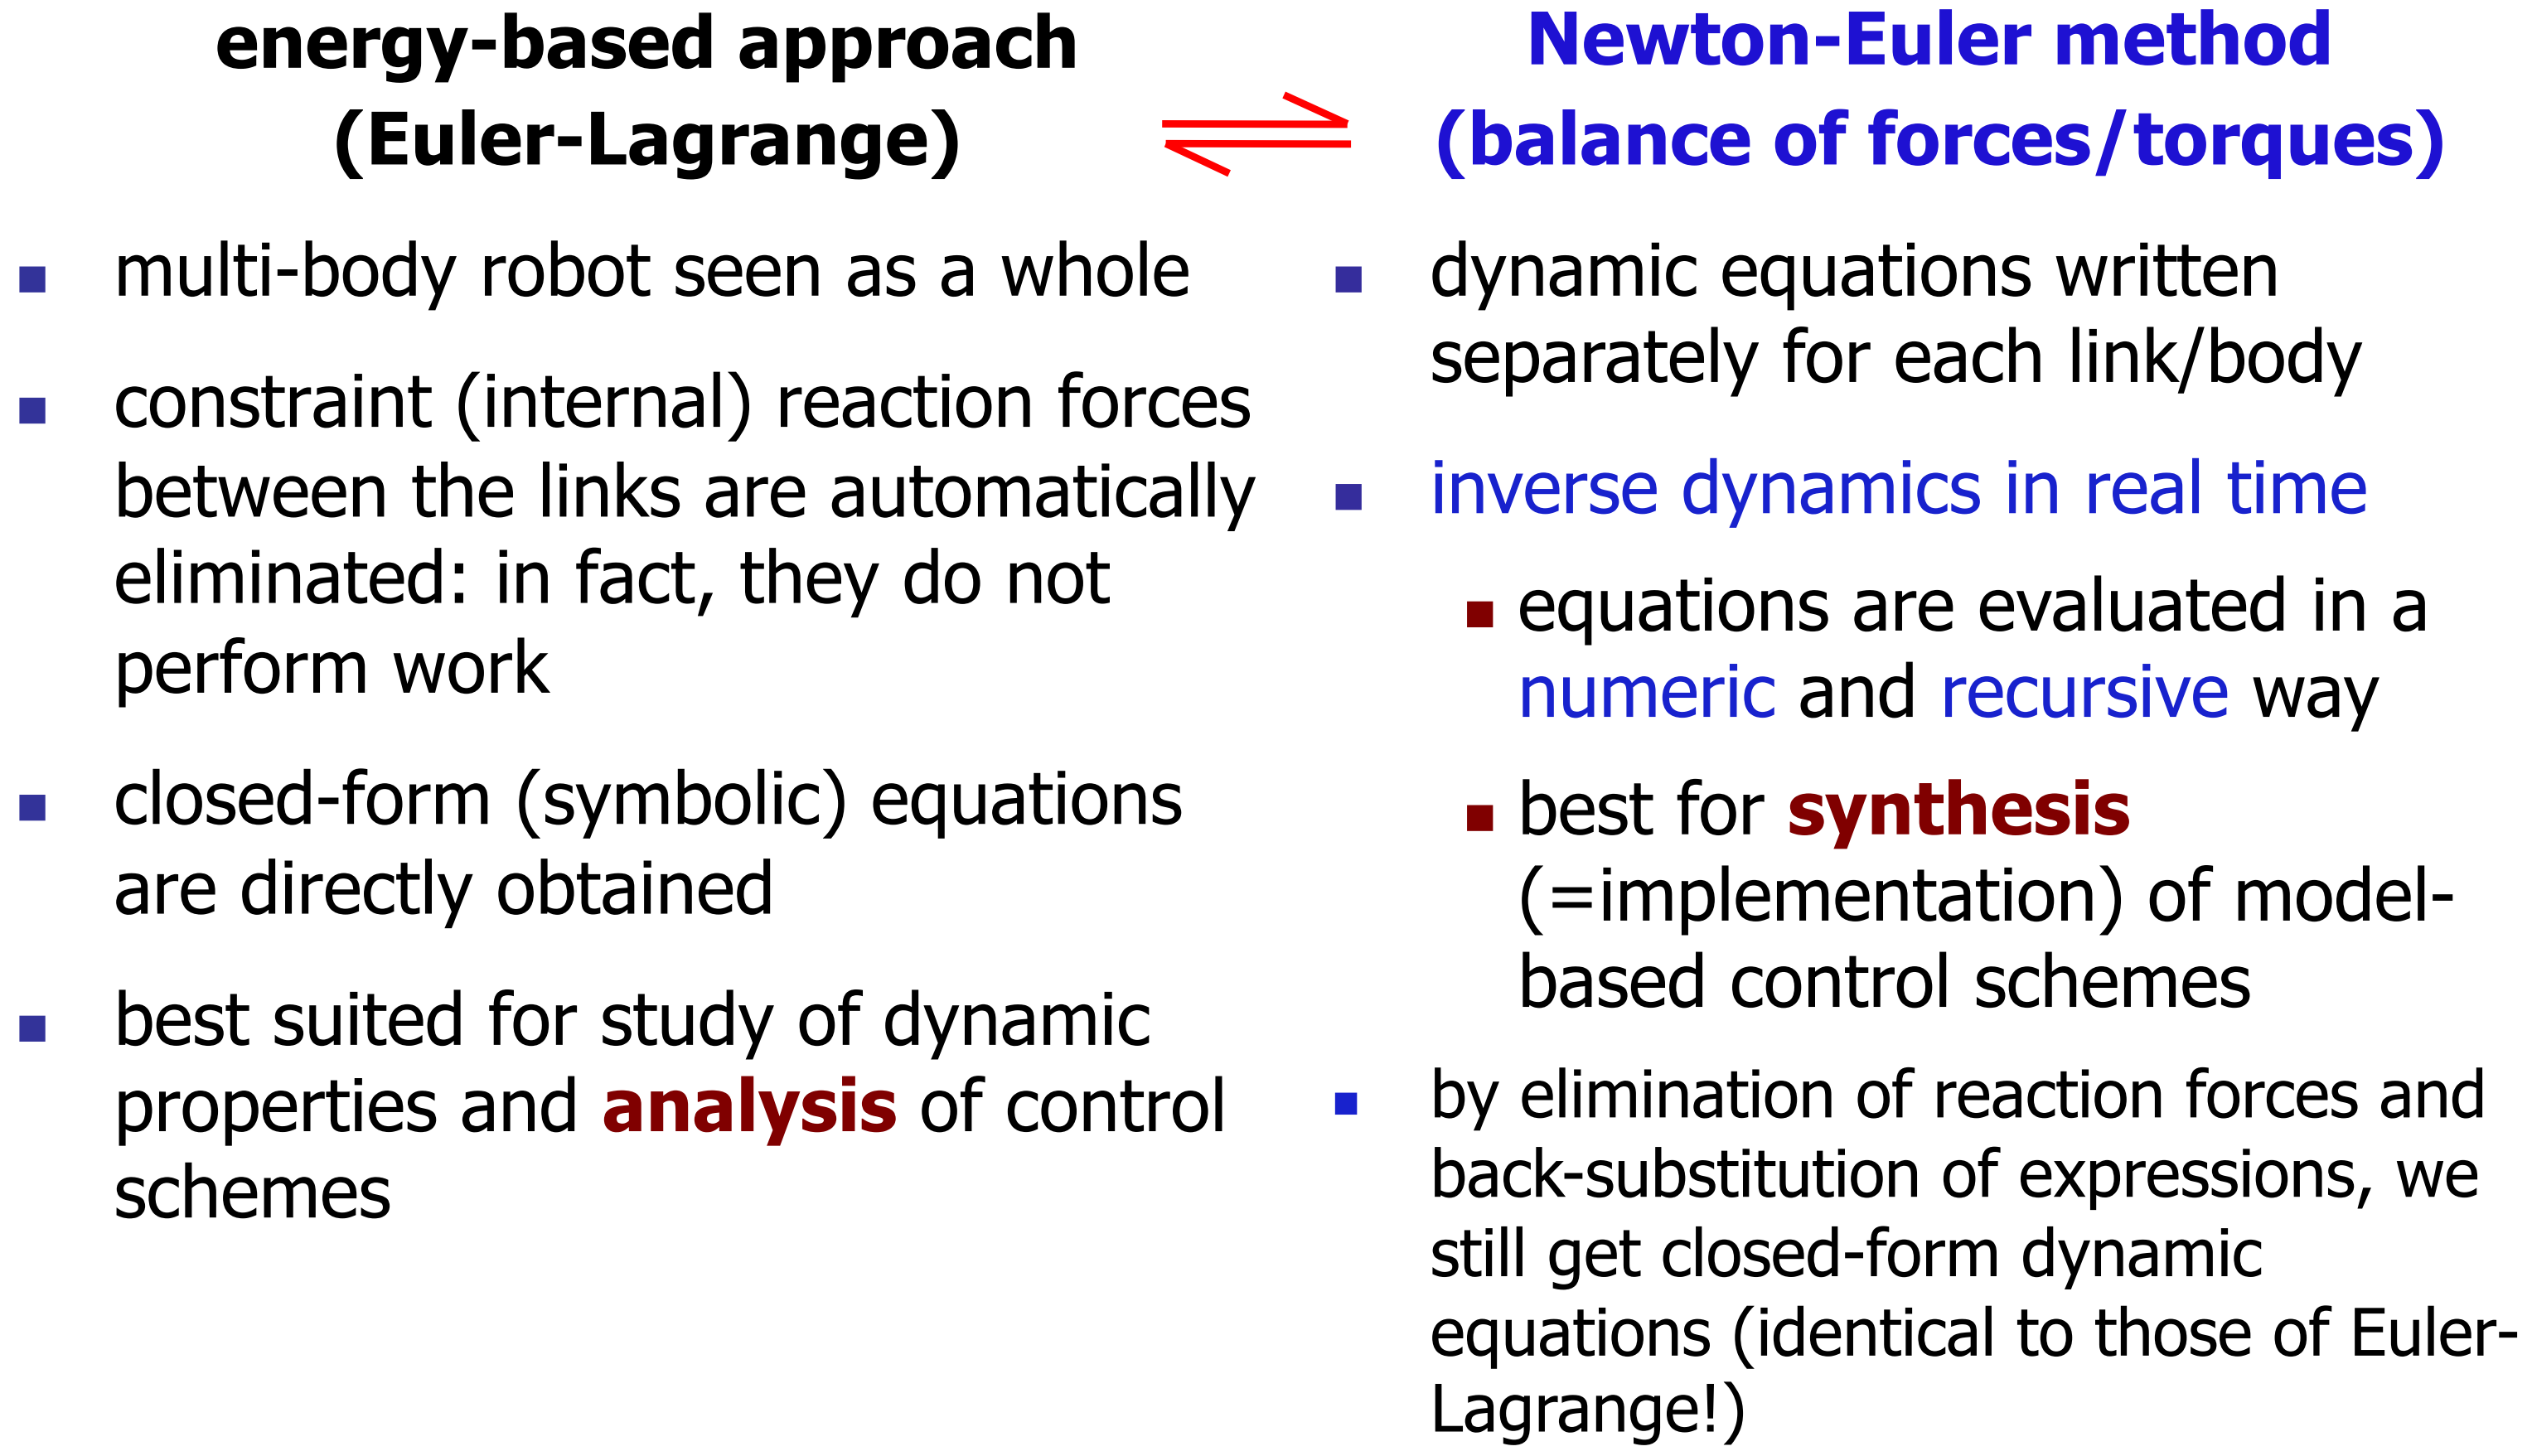 energy-based approach
(Euler-Lagrange)
multi-body robot seen as a whole
constraint (internal) reaction forces
between the links are automatically
eliminated: in fact, they do not
perform work
closed-form (symbolic) equations
are directly obtained
best suited for study of dynamic
properties and analysis of control
schemes
Newton-Euler method
(balance of forces/torques)
dynamic equations written
separately for each link/body
inverse dynamics in real time
equations are evaluated in a
numeric and recursive way
best for synthesis
(=implementation) of model-
based control schemes
by elimination of reaction forces and
back-substitution of expressions, we
still get closed-form dynamic
equations (identical to those of Euler-
Lagrange!)